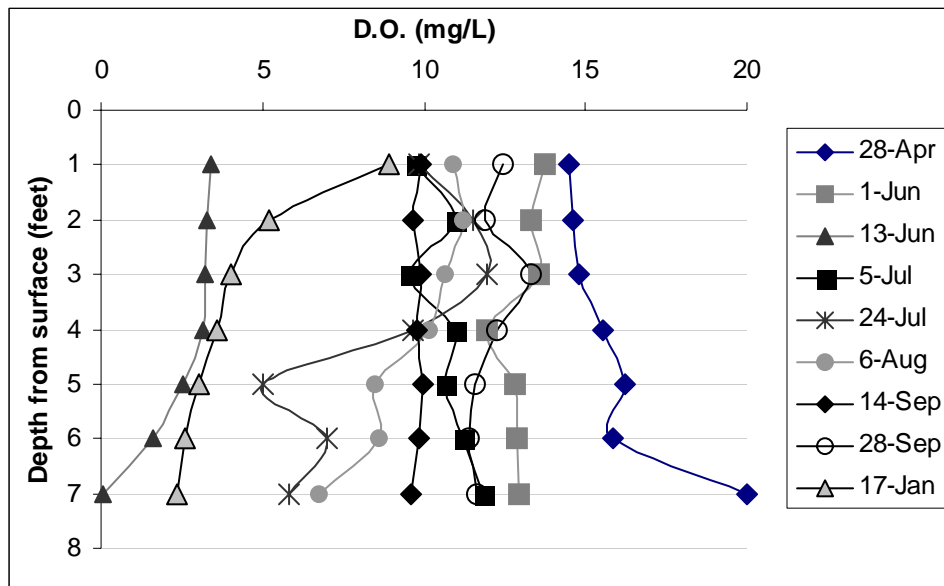 D.O. (mg/L)
0 5 10 15 20
Depth from surface (feet)
0
1
2
3
4
5
6
7
8
28-Apr
1-Jun
13-Jun
5-Jul
24-Jul
6-Aug
14-Sep
28-Sep
17-Jan